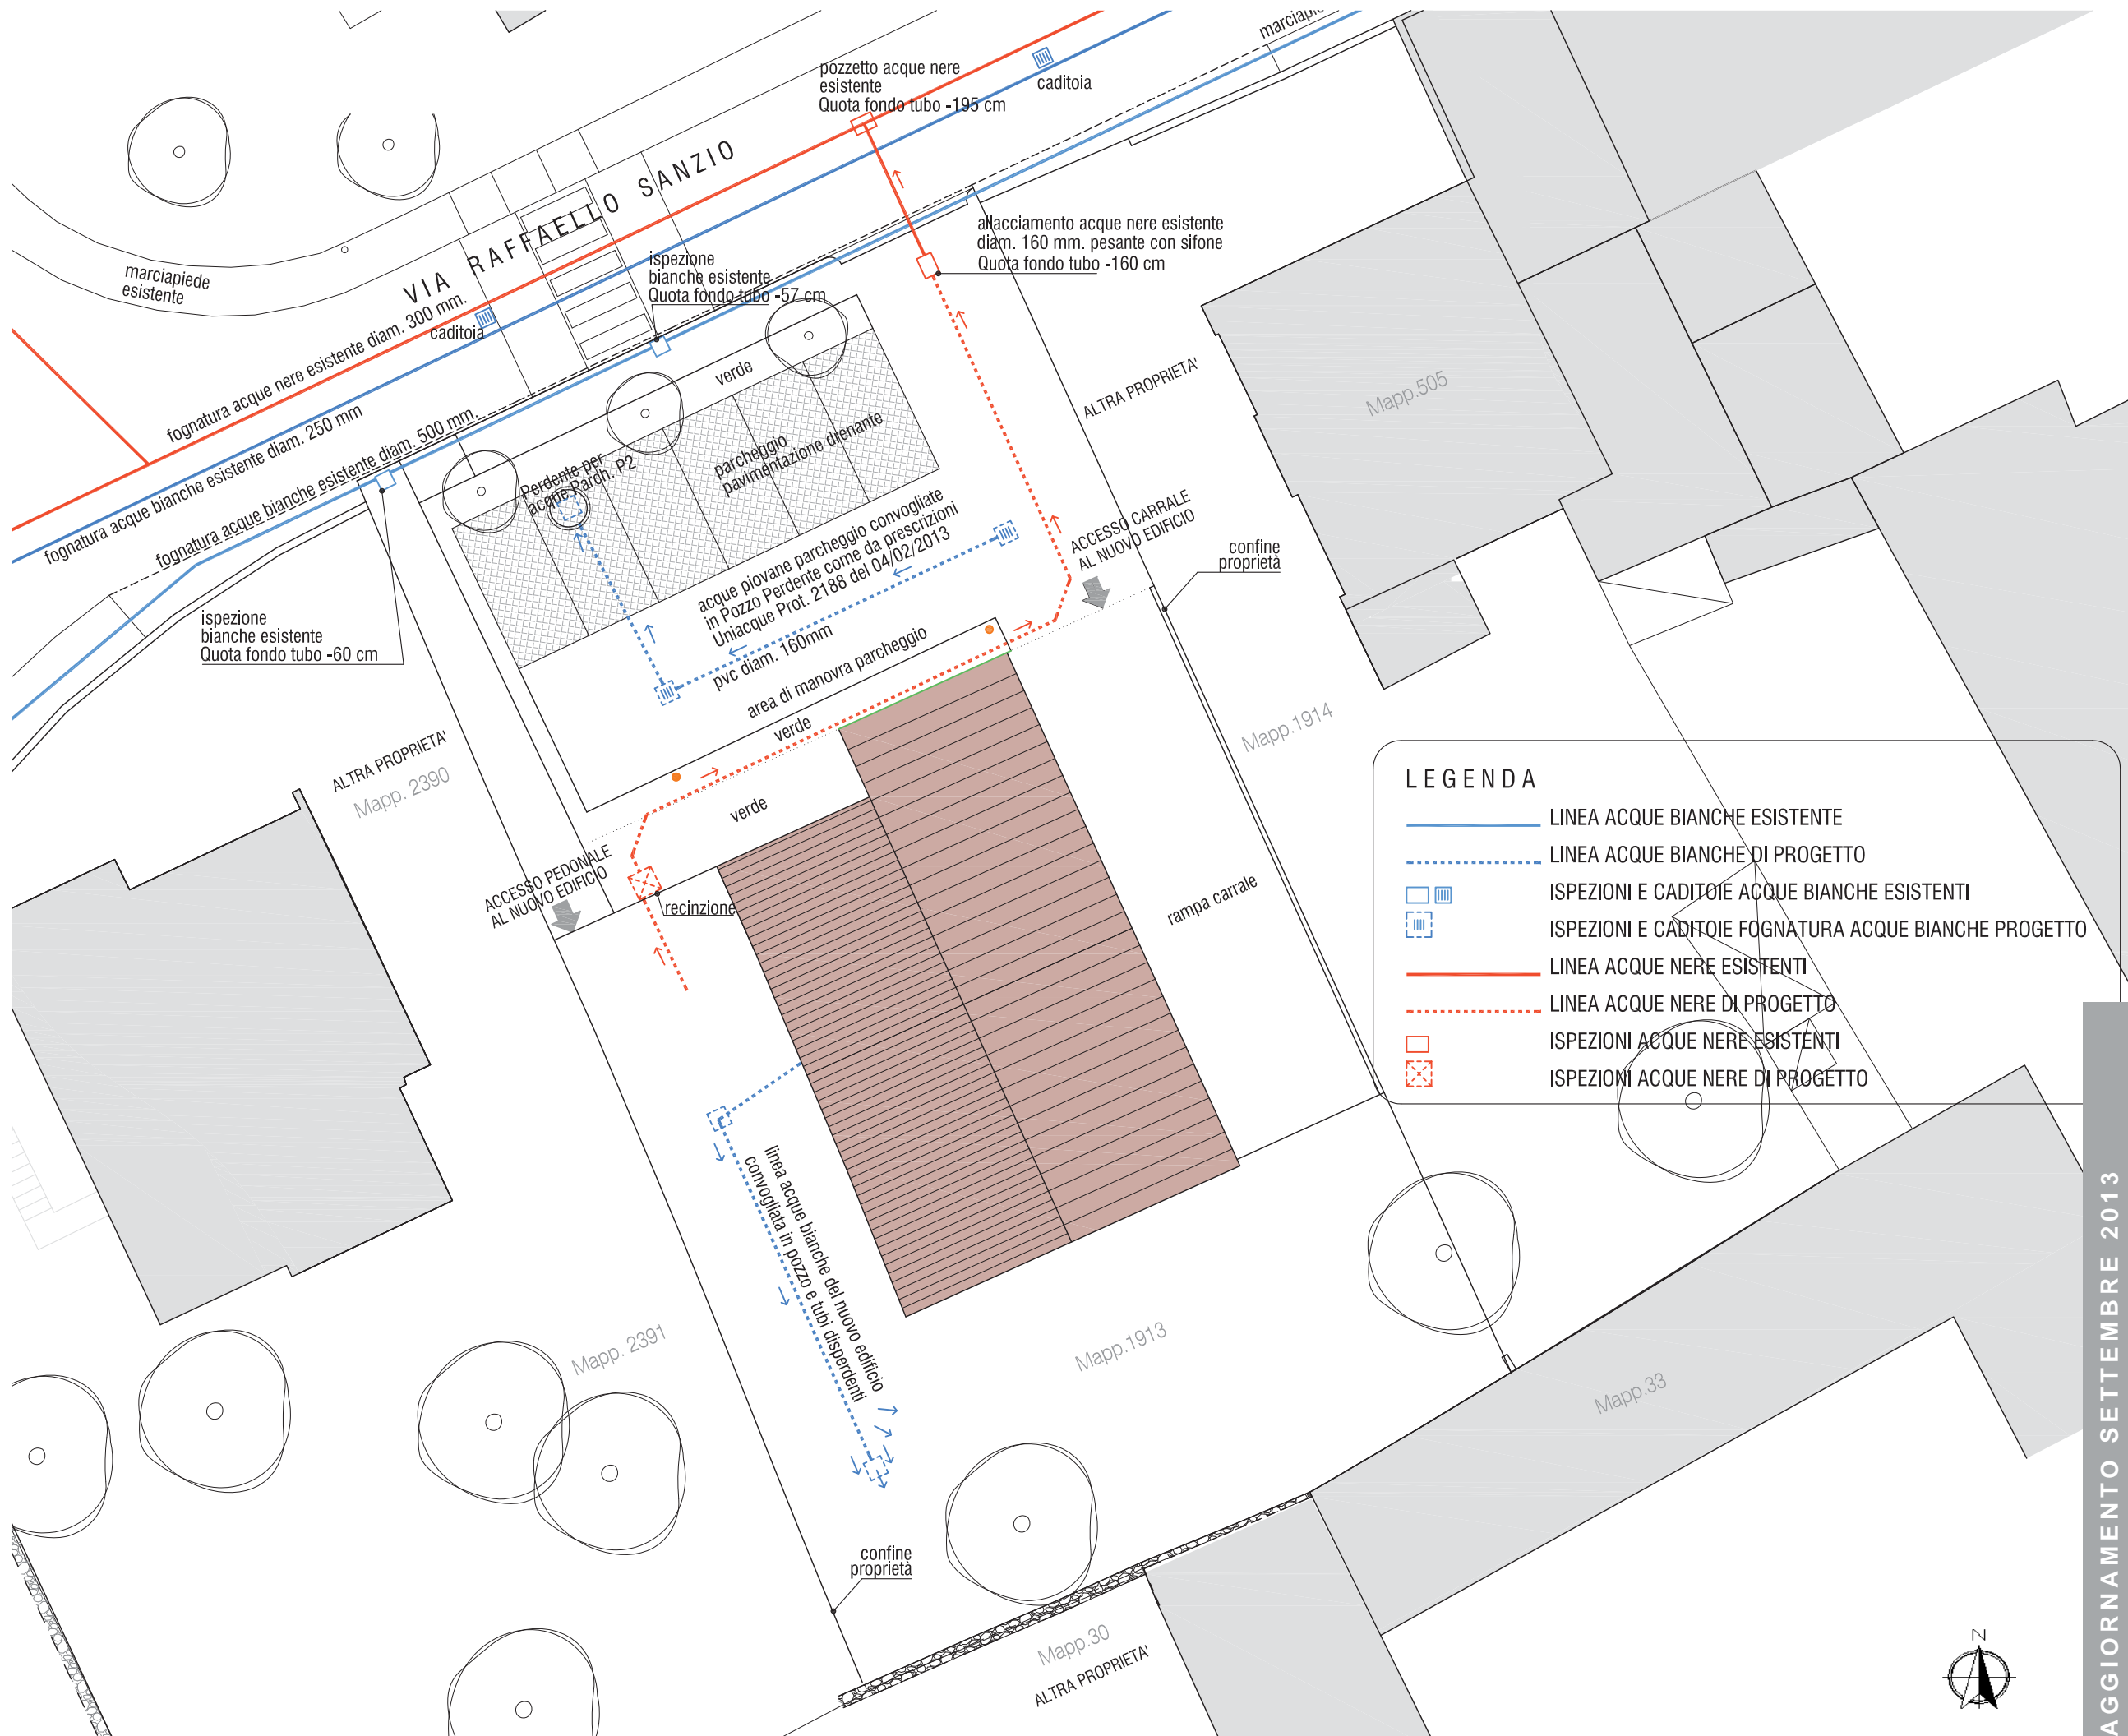 pozzetto acque nere
esistente
Quota fondo tubo -195 cm
caditoia
VIA RAFFAELLO SANZIO
marciapiede
esistente
ispezione
bianche esistente
Quota fondo tubo -57 cm
allacciamento acque nere esistente
diam. 160 mm. pesante con sifone
Quota fondo tubo -160 cm
caditoia
fognatura acque nere esistente diam. 300 mm.
fognatura acque bianche esistente diam. 250 mm
fognatura acque bianche esistente diam. 500 mm.
verde
parcheggio
pavimentazione drenante
Perdente per
acque Parch. P2
ALTRA PROPRIETA'
Mapp.505
acque piovane parcheggio convogliate
in Pozzo Perdente come da prescrizioni
Uniacque Prot. 2188 del 04/02/2013
pvc diam. 160mm
ACCESSO CARRALE
AL NUOVO EDIFICIO
confine
proprietà
ispezione
bianche esistente
Quota fondo tubo -60 cm
area di manovra parcheggio
verde
verde
ALTRA PROPRIETA'
Mapp. 2390
Mapp.1914
ACCESSO PEDONALE
AL NUOVO EDIFICIO
recinzione
rampa carrale
LEGENDA
LINEA ACQUE BIANCHE ESISTENTE
LINEA ACQUE BIANCHE DI PROGETTO
ISPEZIONI E CADITOIE ACQUE BIANCHE ESISTENTI
ISPEZIONI E CADITOIE FOGNATURA ACQUE BIANCHE PROGETTO
LINEA ACQUE NERE ESISTENTI
LINEA ACQUE NERE DI PROGETTO
ISPEZIONI ACQUE NERE ESISTENTI
ISPEZIONI ACQUE NERE DI PROGETTO
linea acque bianche del nuovo edificio
convogliata in pozzo e tubi disperdenti
Mapp. 2391
Mapp.1913
Mapp.33
confine
proprietà
Mapp.30
ALTRA PROPRIETA'
N
AGGIORNAMENTO SETTEMBRE 2013